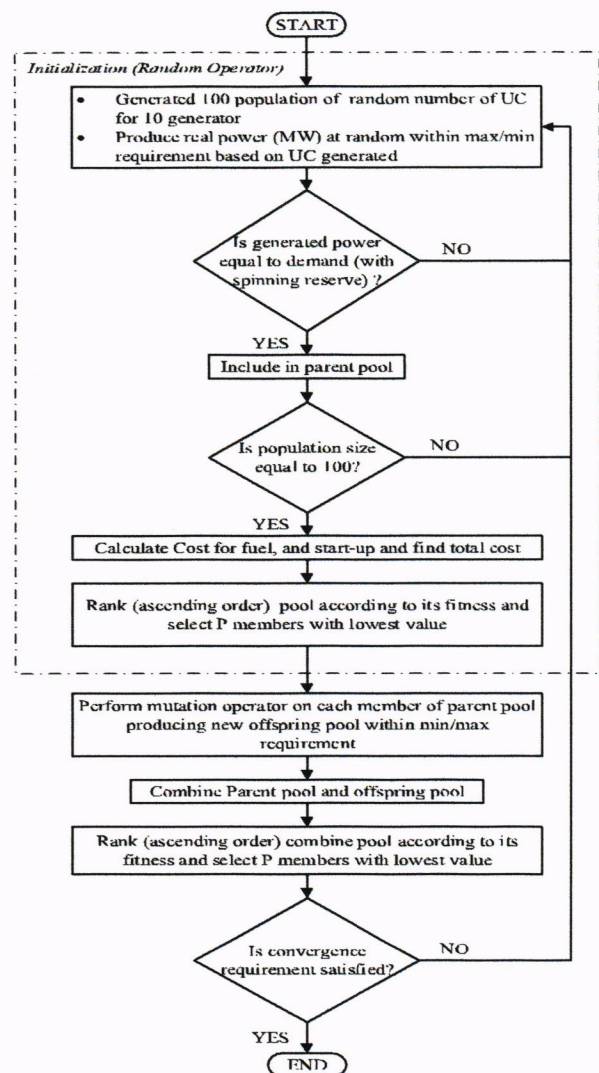 START
Initialization (Random Operator)
• Generated 100 population of random number of UC
for 10 generator
• Produce real power (MW) at random within max/min
requirement based on UC generated
Is generated power
equal to demand (with
spinning reserve) ?
NO
YES
Include in parent pool
Is population size
equal to 100?
NO
YES
Calculate Cost for fuel, and start-up and find total cost
Rank (ascending order) pool according to its fitness and
select P members with lowest value
Perform mutation operator on each member of parent pool
producing new offspring pool within min/max
requirement
Combine Parent pool and offspring pool
Rank (ascending order) combine pool according to its
fitness and select P members with lowest value
Is convergence
requirement satisfied?
NO
YES
END